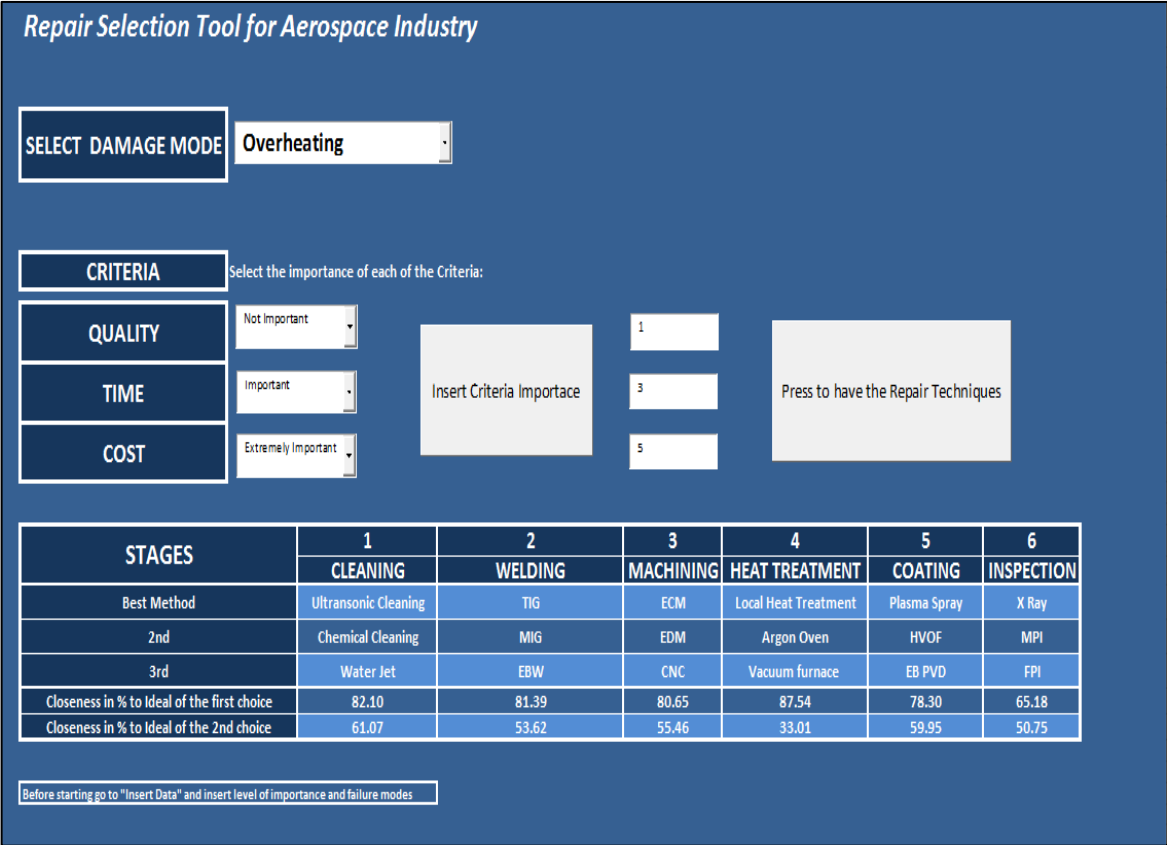 Repair Selection Tool for Aerospace Industry
SELECT DAMAGE MODE Overheating
CRITERIA Select the importance of each of the Criteria:
QUALITY Not Important 1
TIME Important Insert Criteria Importace 3 Press to have the Repair Techniques
COST Extremely Important 5
STAGES 1 2 3 4 5 6
CLEANING WELDING MACHINING HEAT TREATMENT COATING INSPECTION
Best Method Ultransonic Cleaning TIG ECM Local Heat Treatment Plasma Spray X Ray
2nd Chemical Cleaning MIG EDM Argon Oven HVOF MPI
3rd Water Jet EBW CNC Vacuum furnace EB PVD FPI
Closeness in % to Ideal of the first choice 82.10 81.39 80.65 87.54 78.30 65.18
Closeness in % to Ideal of the 2nd choice 61.07 53.62 55.46 33.01 59.95 50.75
Before starting go to "Insert Data" and insert level of importance and failure modes